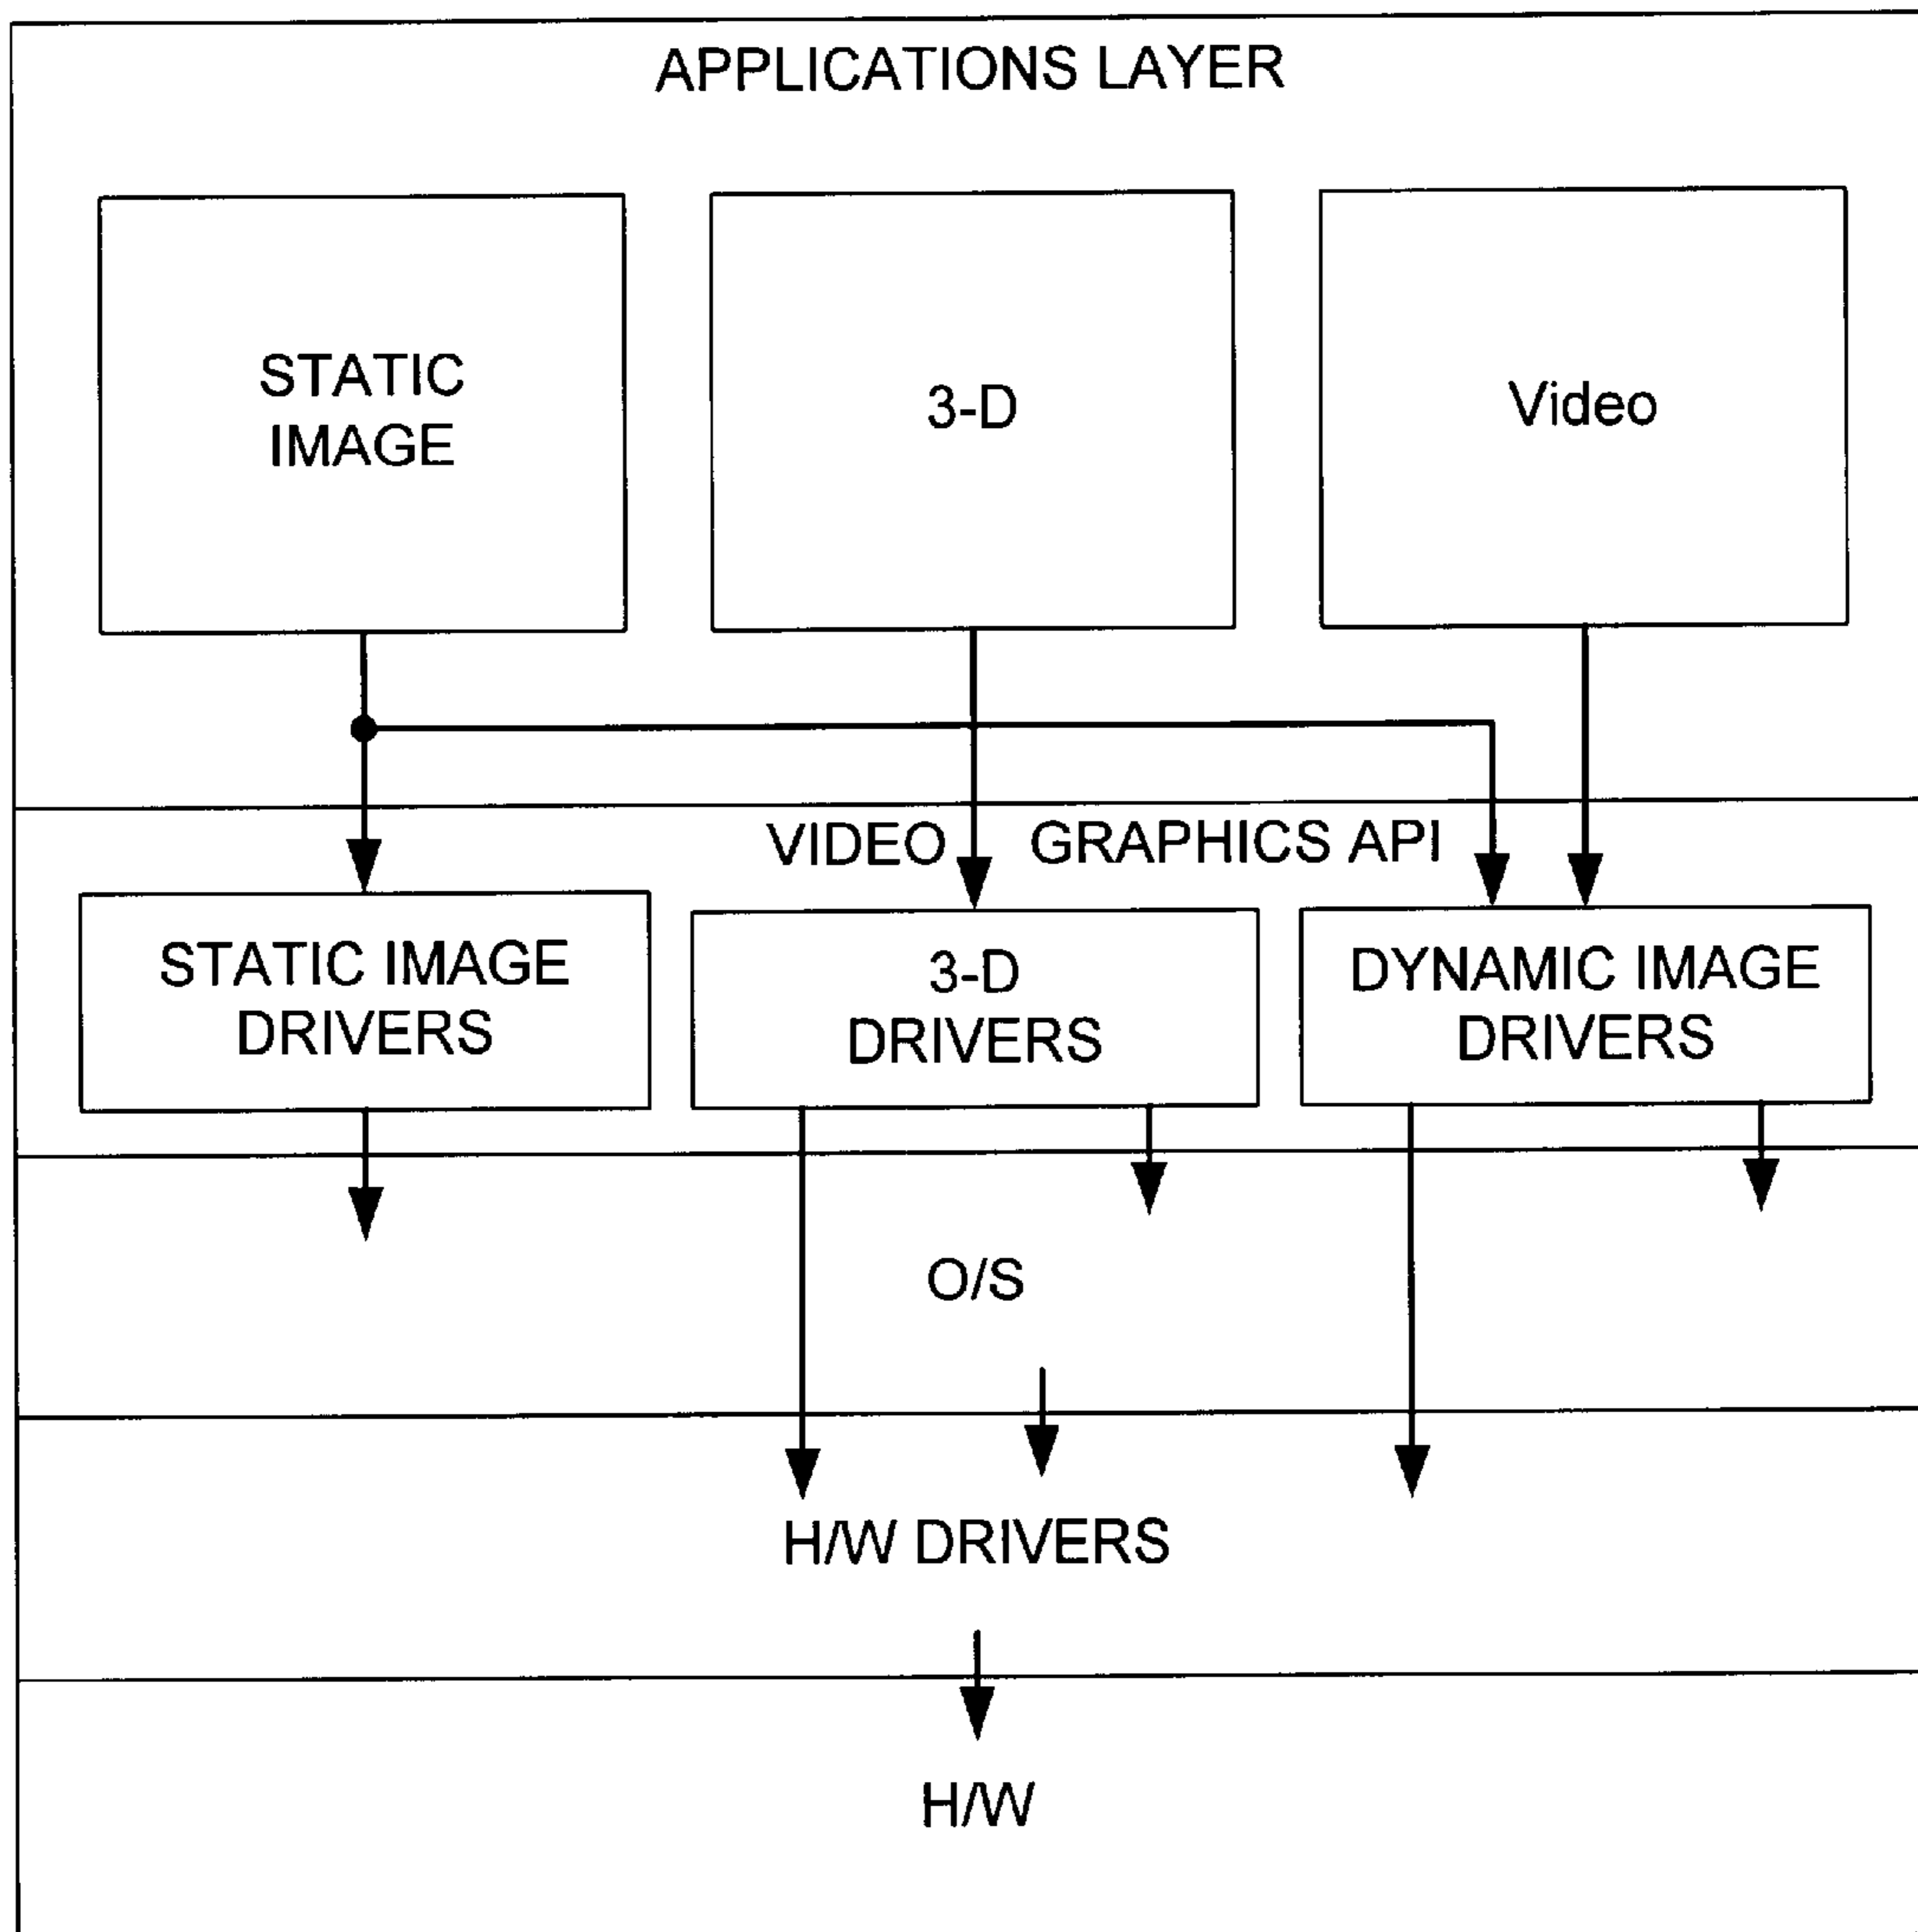 APPLICATIONS LAYER
STATIC
IMAGE
3-D
Video
VIDEO GRAPHICS API
STATIC IMAGE
DRIVERS
3-D
DRIVERS
DYNAMIC IMAGE
DRIVERS
O/S
H/W DRIVERS
H/W